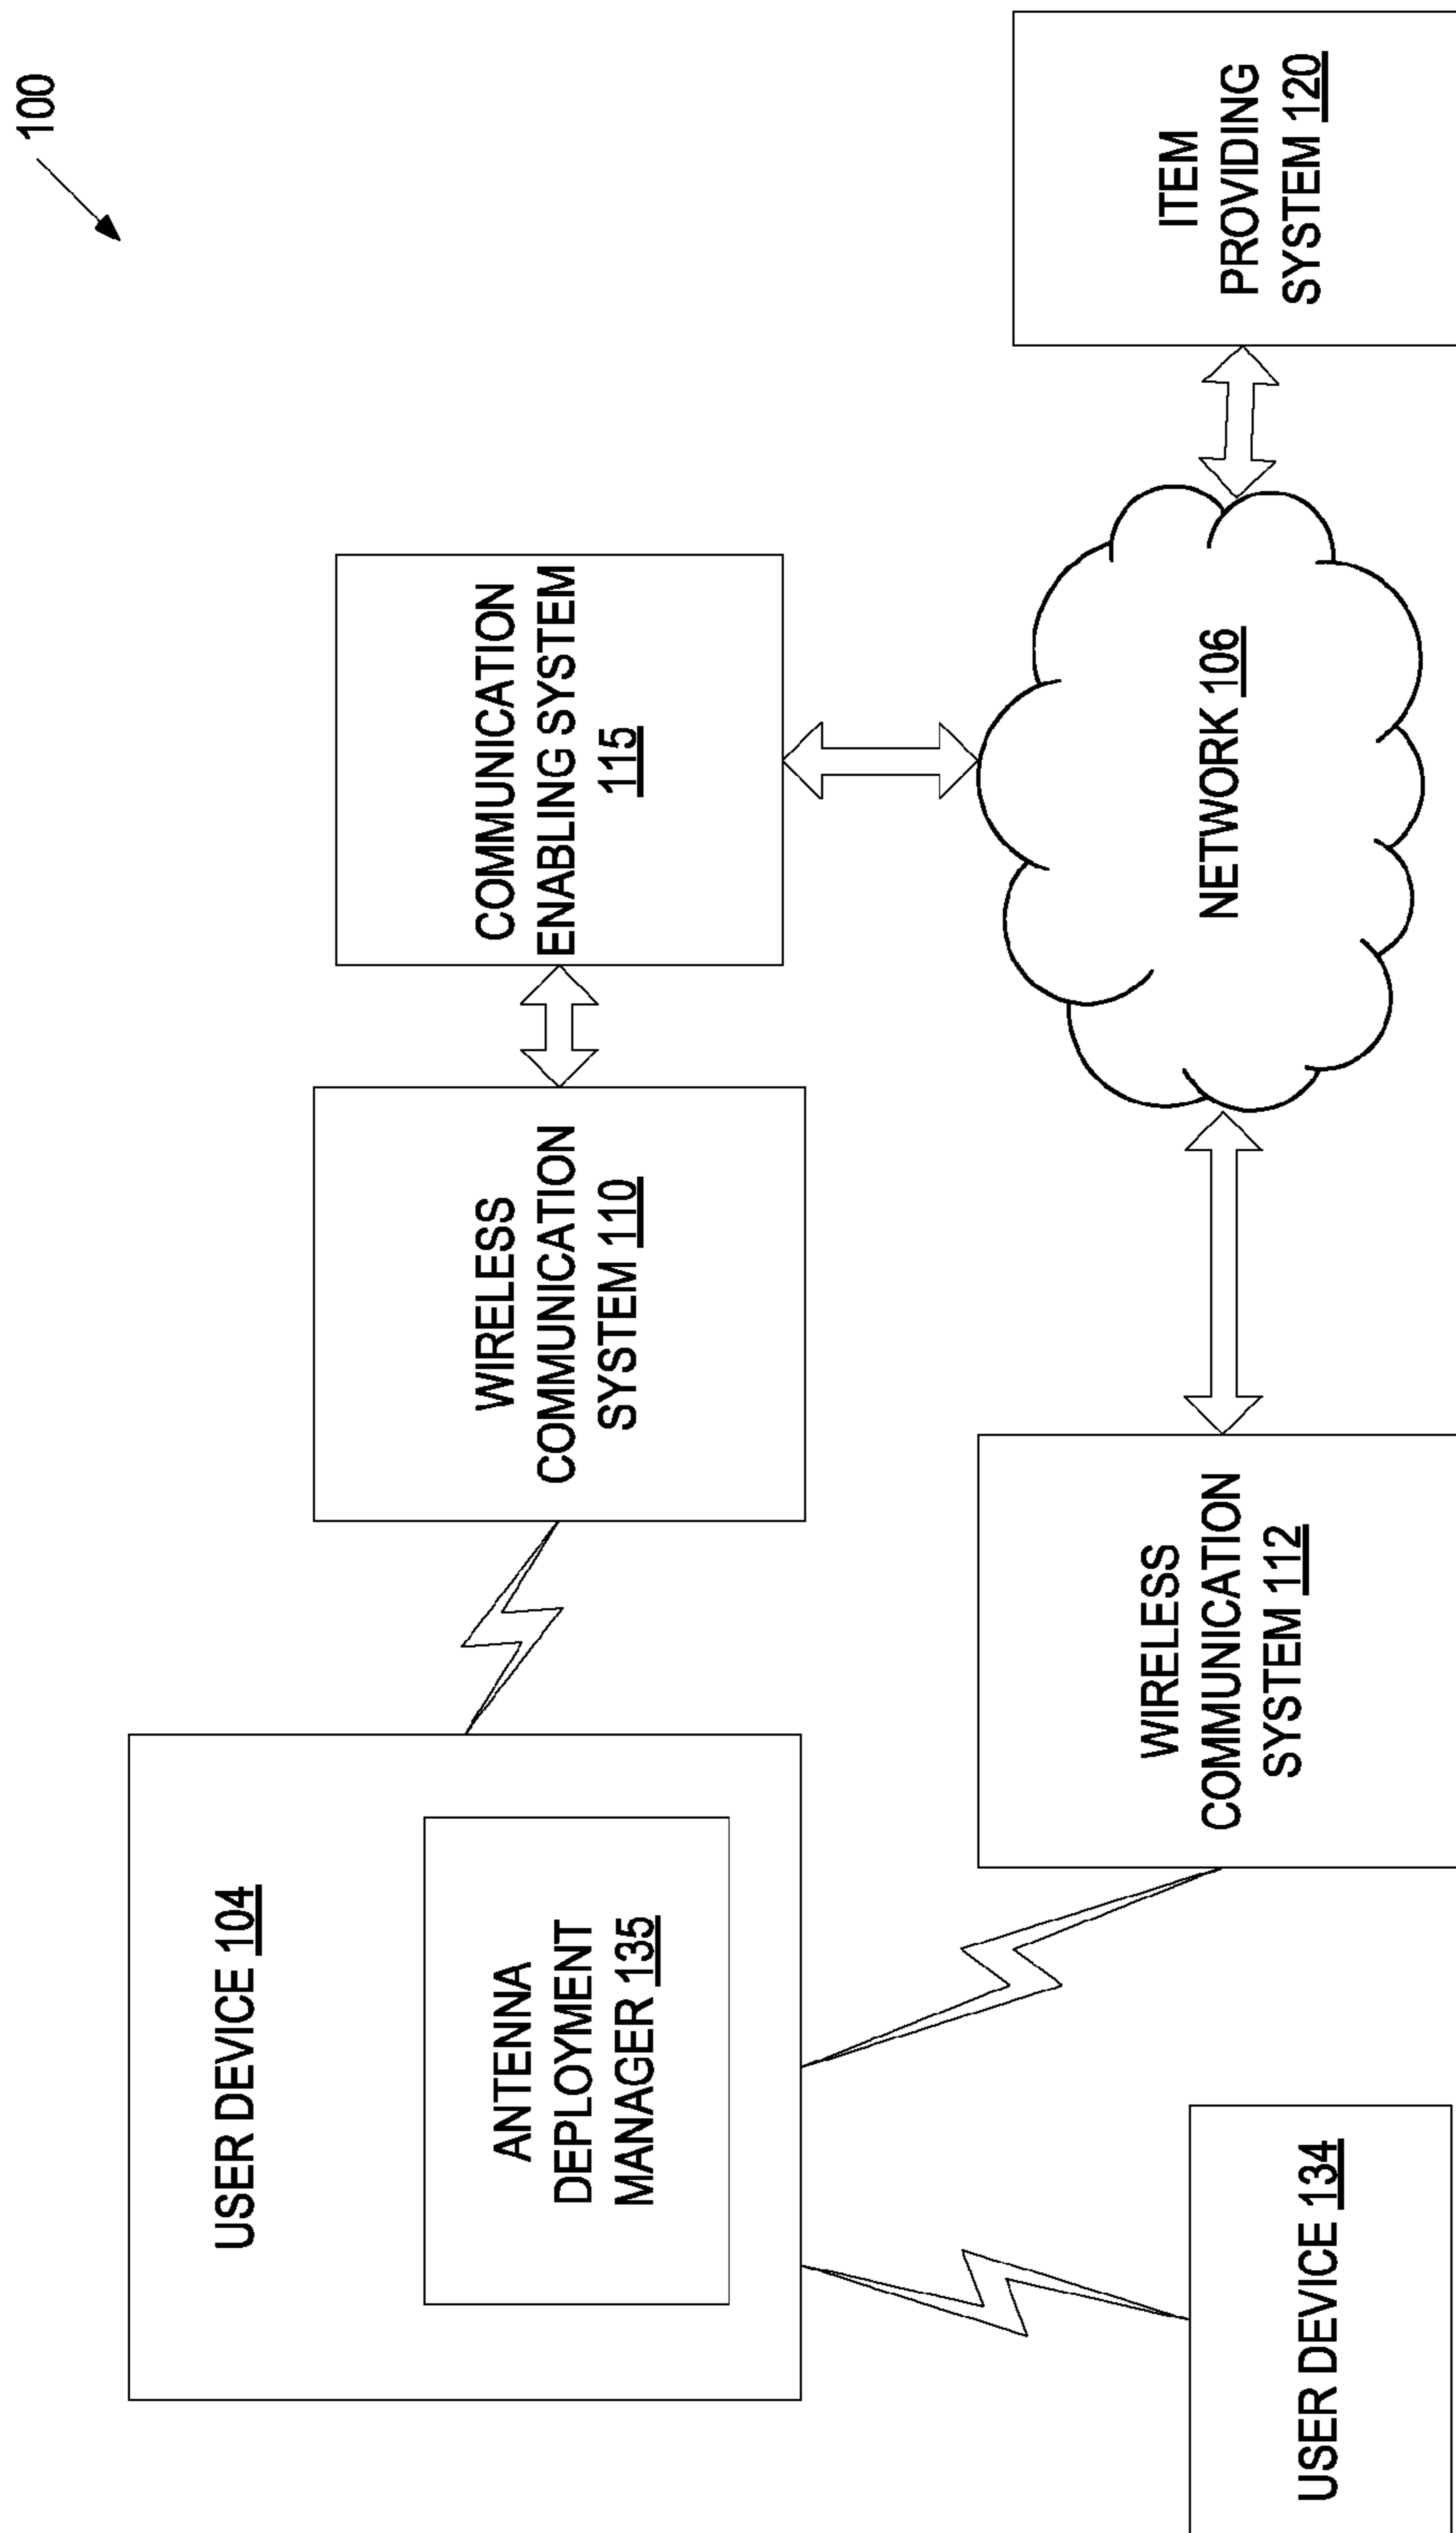 100
USER DEVICE 104
ANTENNA
DEPLOYMENT
MANAGER 135
WIRELESS
COMMUNICATION
SYSTEM 110
COMMUNICATION
ENABLING SYSTEM
115
USER DEVICE 134
WIRELESS
COMMUNICATION
SYSTEM 112
NETWORK 106
ITEM
PROVIDING
SYSTEM 120